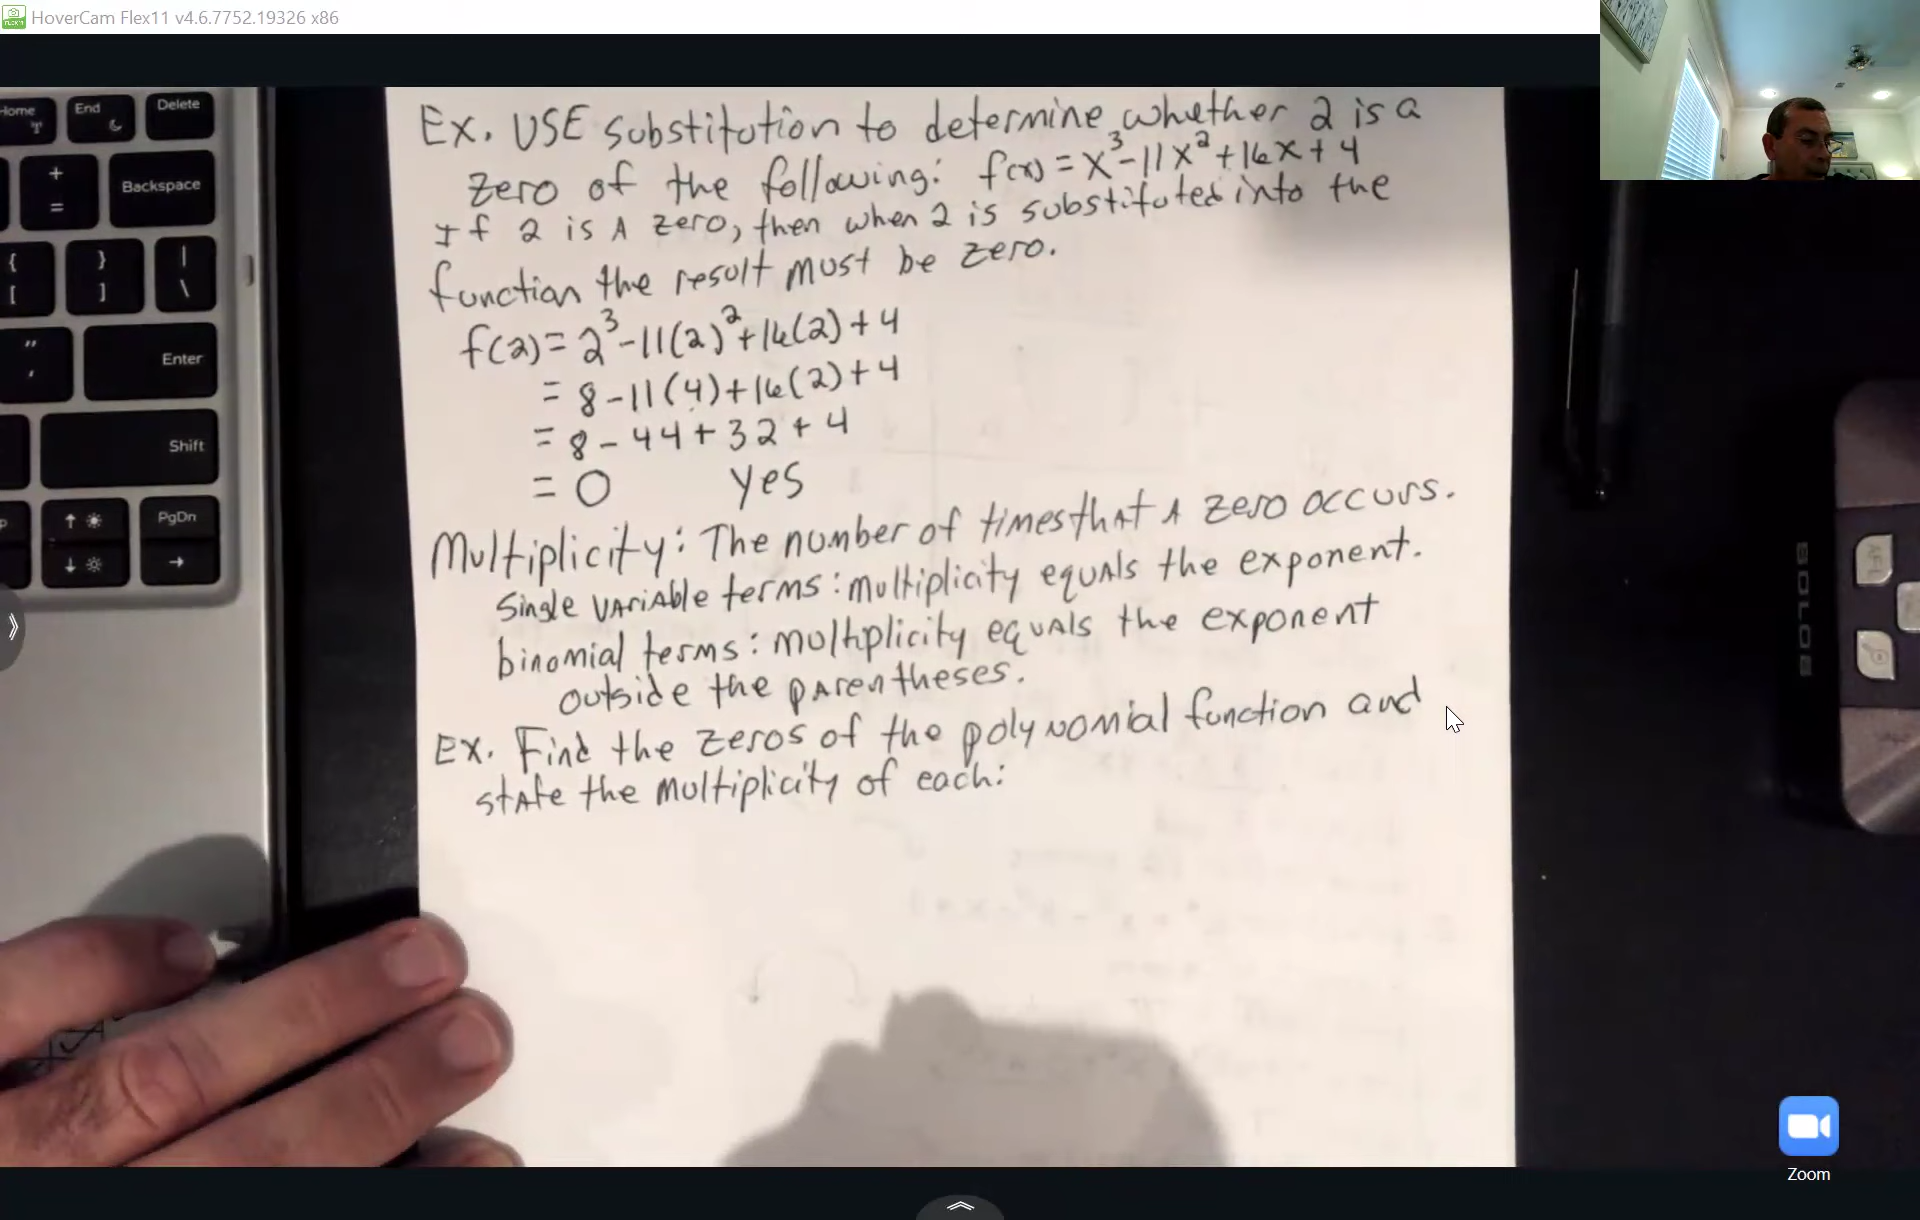 HoverCam Flex11 v4.6.7752.19326 x86
Home End Delete
+ = Backspace
{ [ } ] | \
" ' Enter
Shift
PgDn
Ex. USE substitution to determine whether 2 is a
zero of the following: f(x) = x³-11x²+16x+4
If 2 is A zero, then when 2 is substituted into the
function the result must be zero.
f(2) = 2³-11(2)²+16(2)+4
= 8-11(4)+16(2)+4
= 8-44+32+4
= 0 yes
Multiplicity: The number of times that A zero occurs.
single variable terms: multiplicity equals the exponent.
binomial terms: multiplicity equals the exponent
outside the parentheses.
Ex. Find the zeros of the polynomial function and
state the multiplicity of each:
Zoom